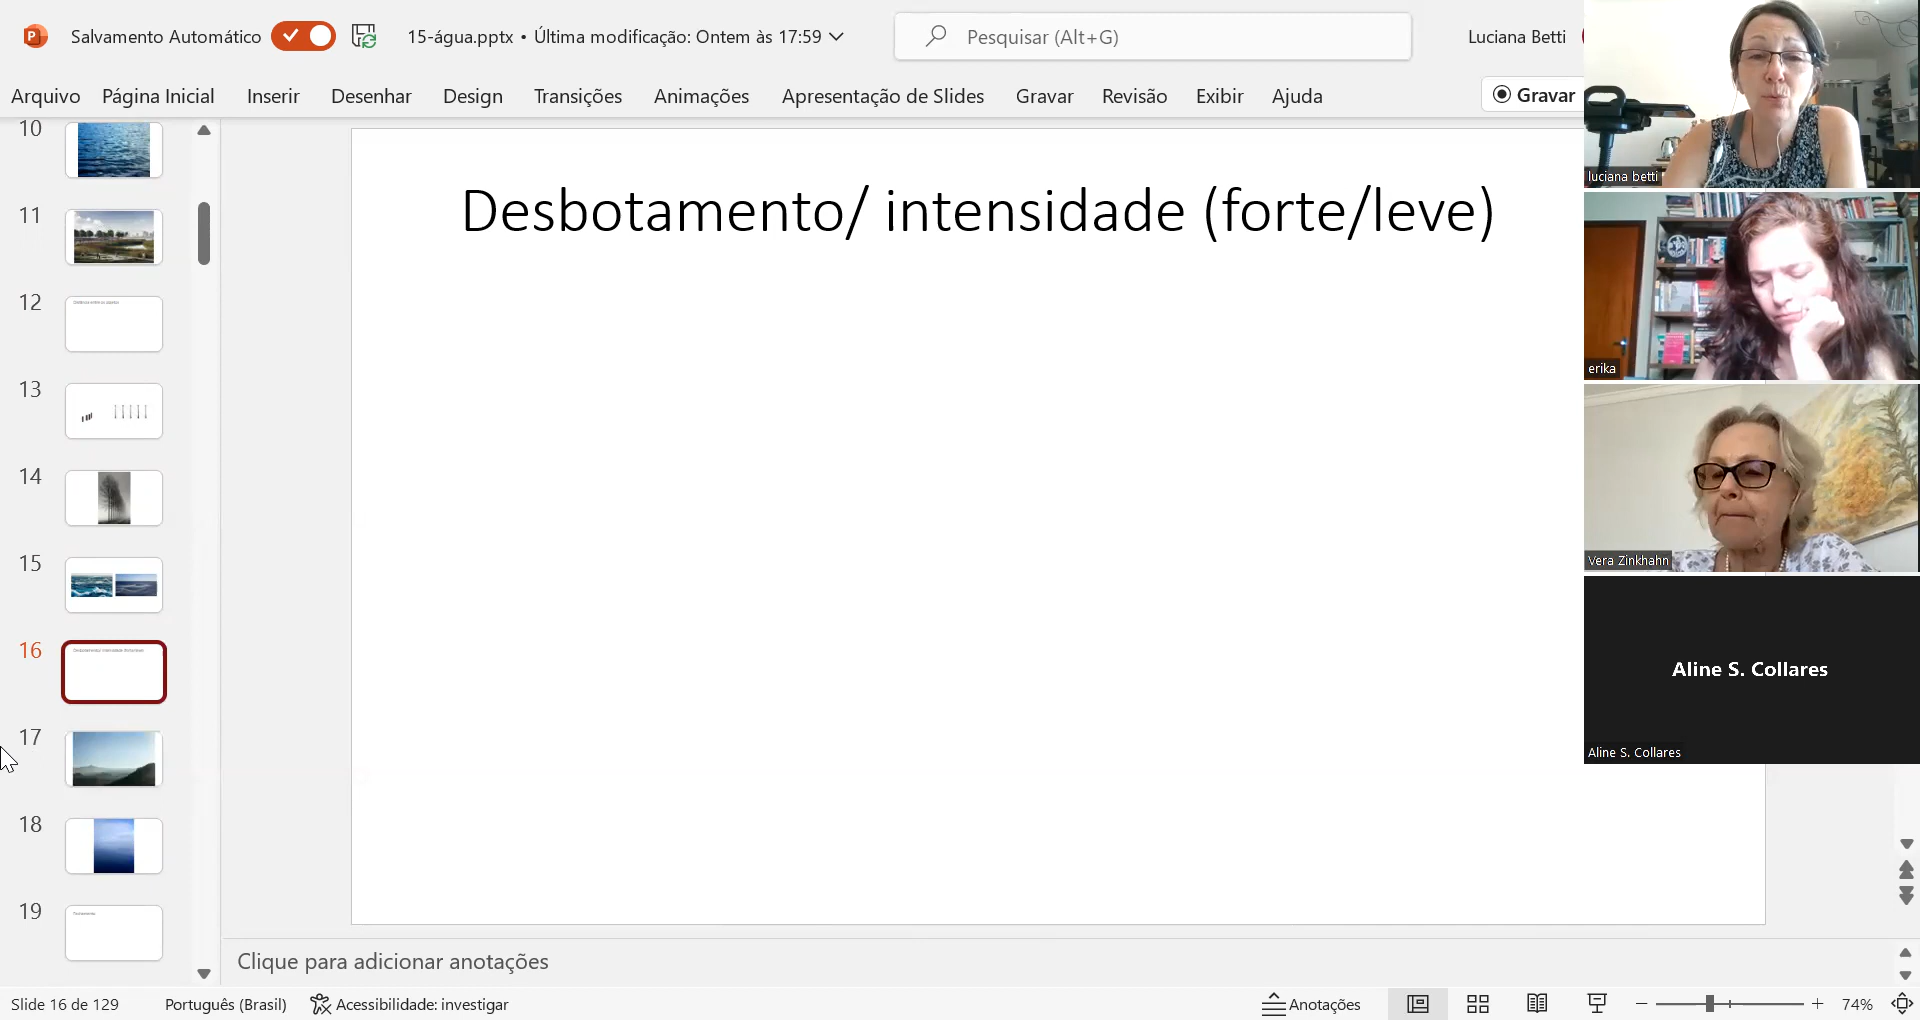 Salvamento Automático
15-água.pptx • Última modificação: Ontem às 17:59
Pesquisar (Alt+G)
Luciana Betti
Arquivo Página Inicial Inserir Desenhar Design Transições Animações Apresentação de Slides Gravar Revisão Exibir Ajuda
Gravar
10
11
12
13
14
15
16
17
18
19
Desbotamento/ intensidade (forte/leve)
luciana betti
erika
Vera Zinkhahn
Aline S. Collares
Aline S. Collares
Clique para adicionar anotações
Slide 16 de 129 Português (Brasil) Acessibilidade: investigar Anotações 74%